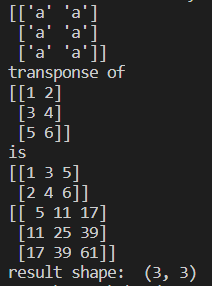 [['a' 'a']
 ['a' 'a']
 ['a' 'a']]
transponse of
[[1 2]
 [3 4]
 [5 6]]
is
[[1 3 5]
 [2 4 6]]
[[ 5 11 17]
 [11 25 39]
 [17 39 61]]
result shape:  (3, 3)